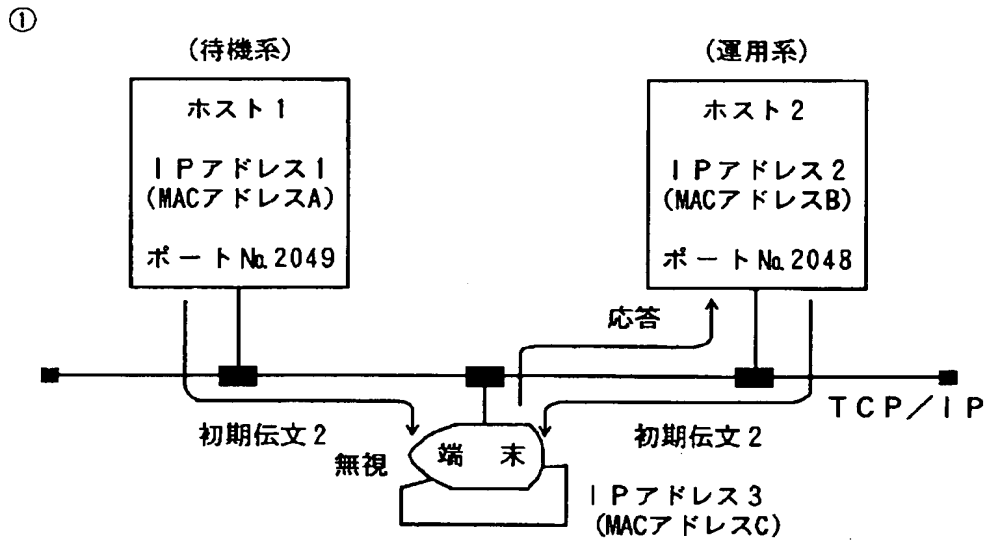 ①
(待機系)
(運用系)
ホスト1
IPアドレス1
(MACアドレスA)
ポートNo.2049
ホスト2
IPアドレス2
(MACアドレスB)
ポートNo.2048
応答
TCP/IP
初期伝文2
初期伝文2
無視
端末
IPアドレス3
(MACアドレスC)